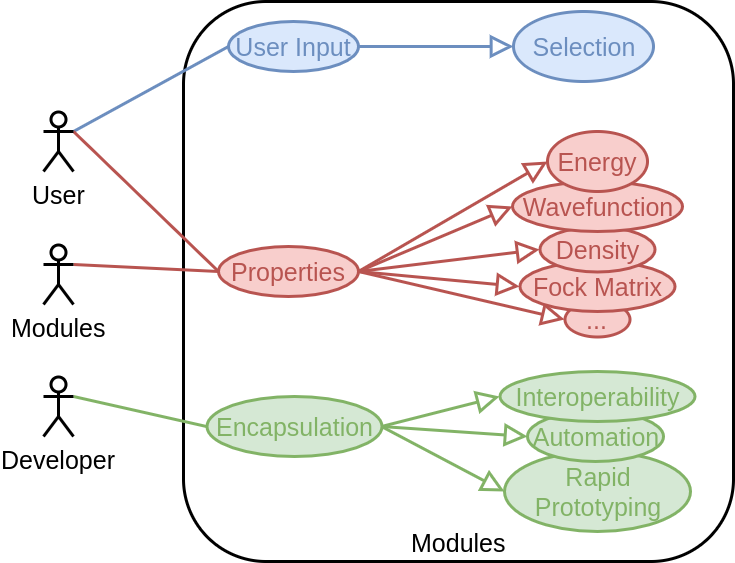 User Input
Selection
User
Energy
Wavefunction
Properties
Density
Fock Matrix
...
Modules
Developer
Encapsulation
Interoperability
Automation
Rapid
Prototyping
Modules